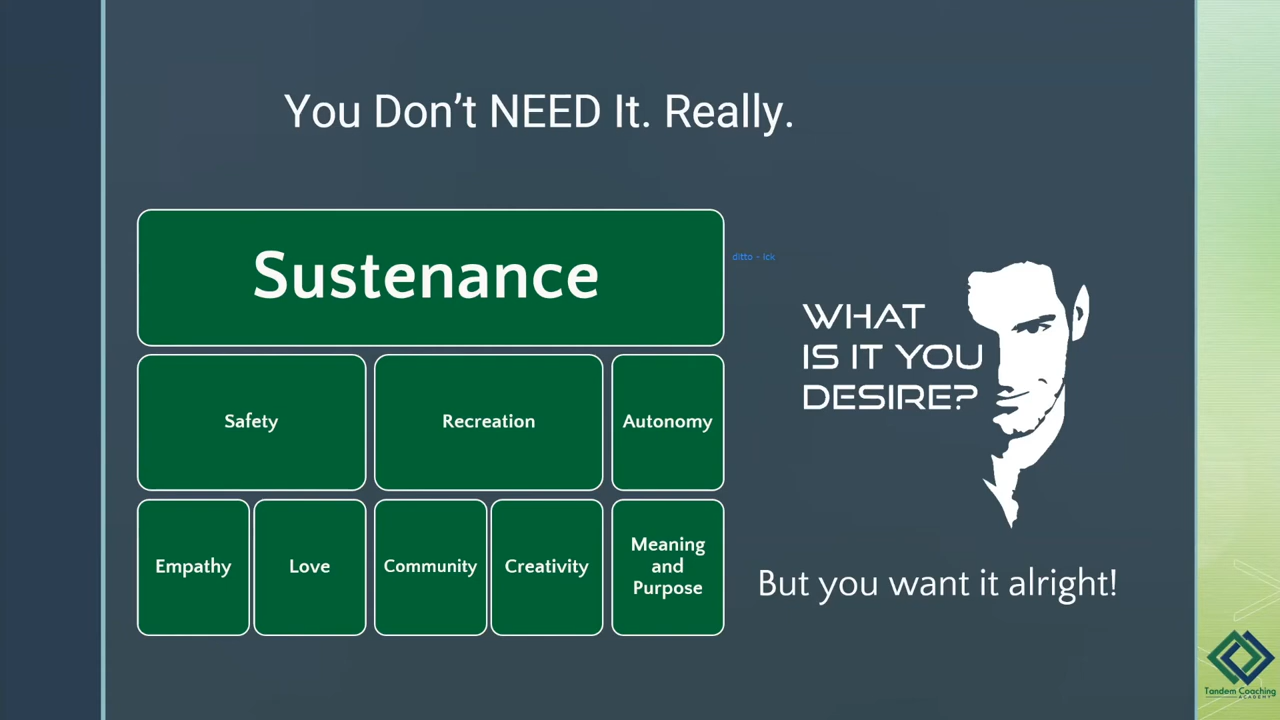 You Don't NEED It. Really.
Sustenance
ditto - ick
Safety
Recreation
Autonomy
Empathy
Love
Community
Creativity
Meaning
and
Purpose
WHAT
IS IT YOU
DESIRE?
But you want it alright!
Tandem Coaching
ACADEMY